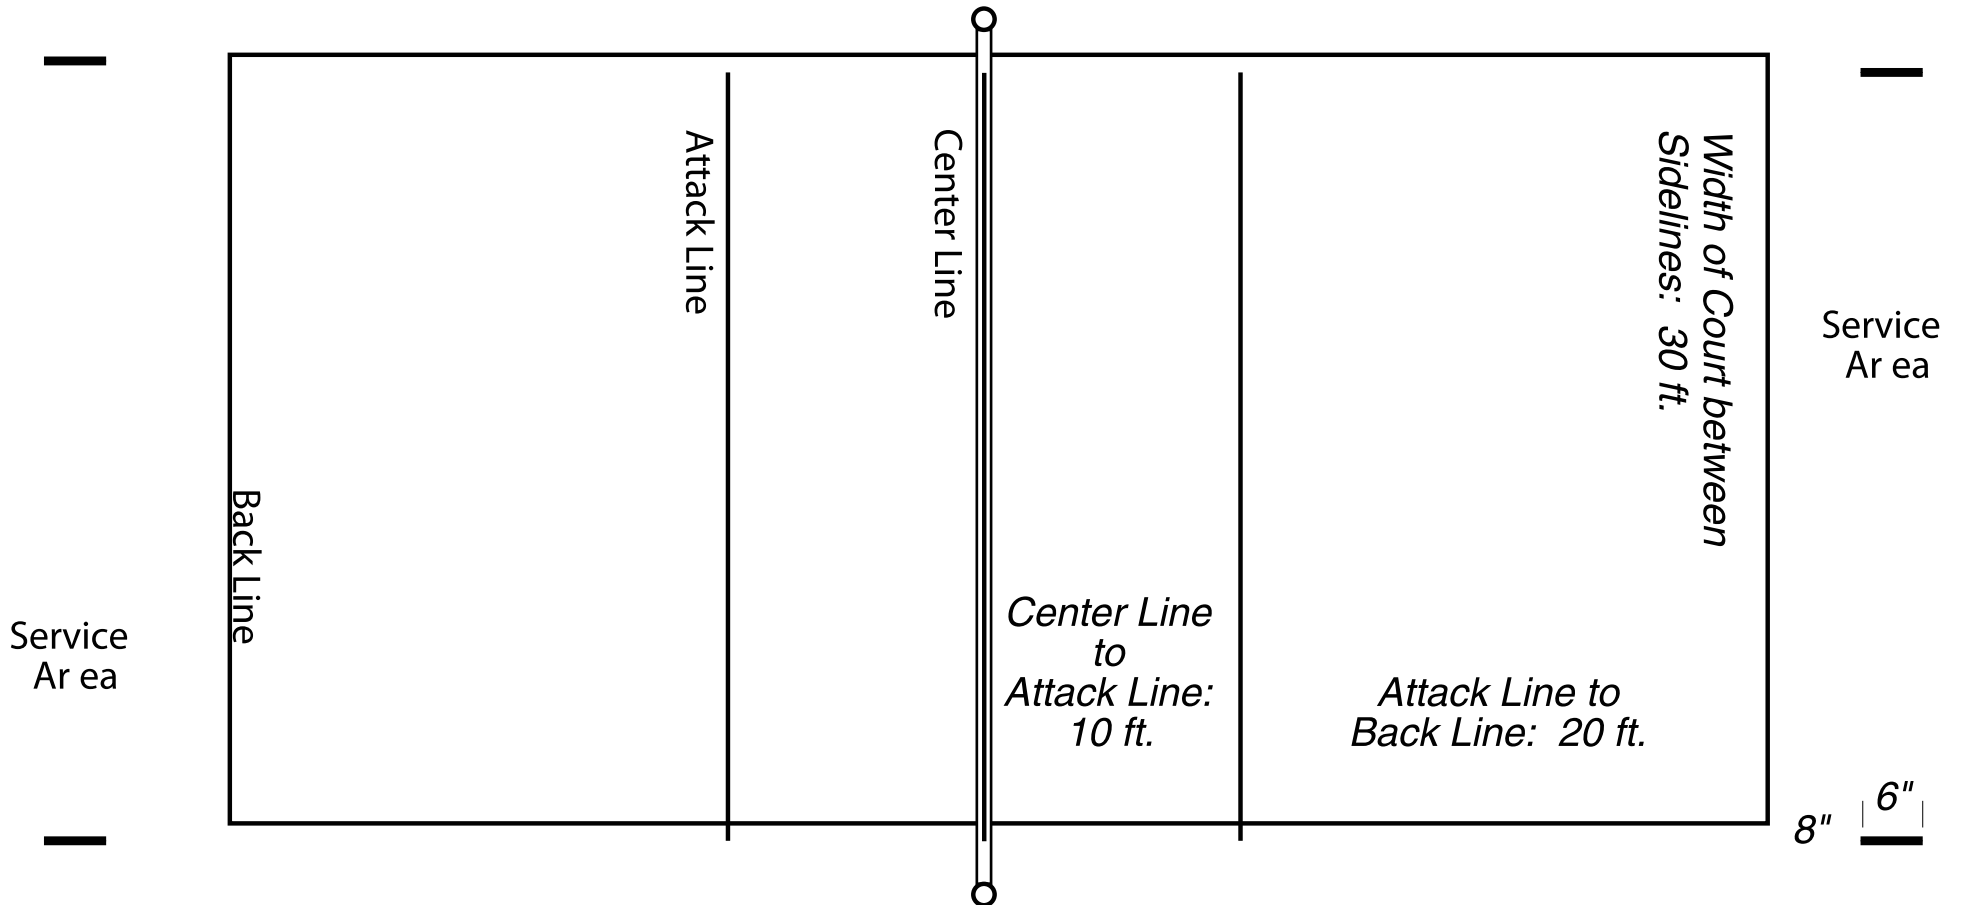 Attack Line
Center Line
Width of Court between
Sidelines: 30 ft.
Service
Ar ea
Back Line
Service
Ar ea
Center Line
to
Attack Line:
10 ft.
Attack Line to
Back Line: 20 ft.
6"
8"